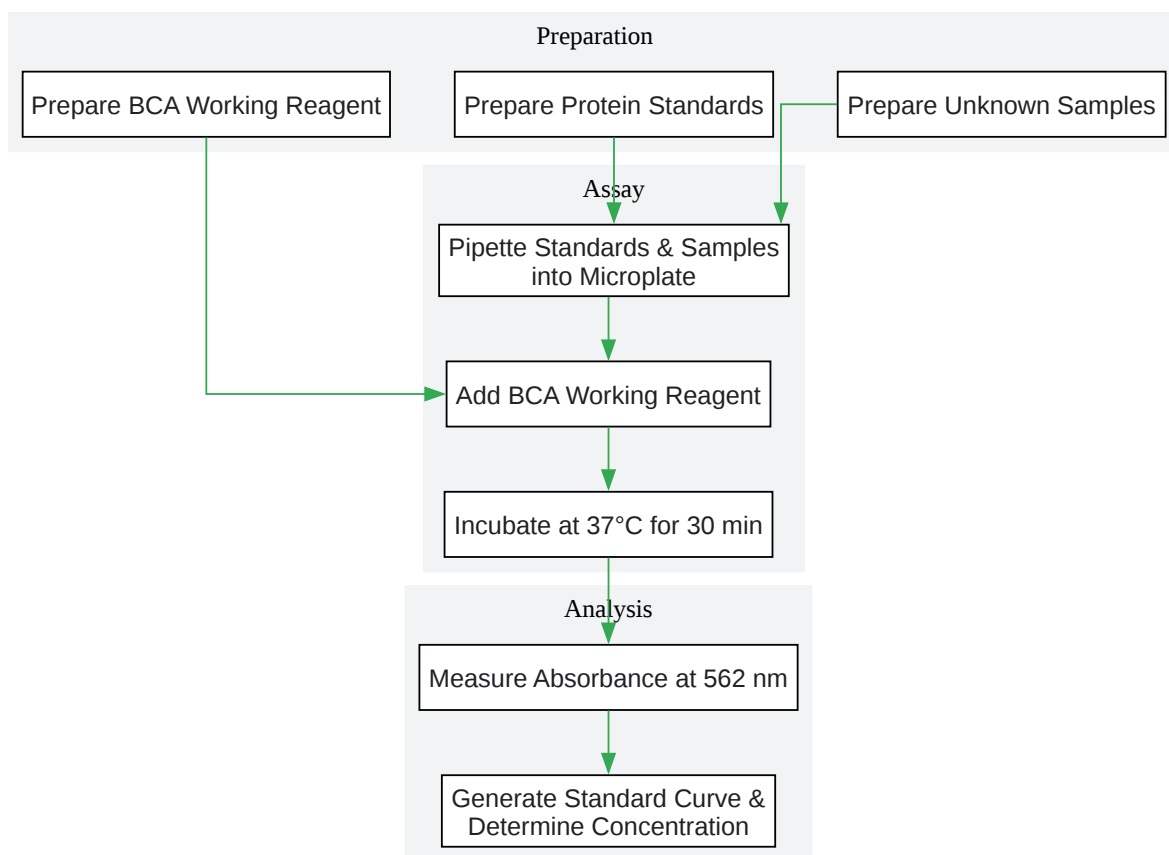 Preparation
Prepare BCA Working Reagent
Prepare Protein Standards
Prepare Unknown Samples
Assay
Pipette Standards & Samples
into Microplate
Add BCA Working Reagent
Incubate at 37°C for 30 min
Analysis
Measure Absorbance at 562 nm
Generate Standard Curve &
Determine Concentration